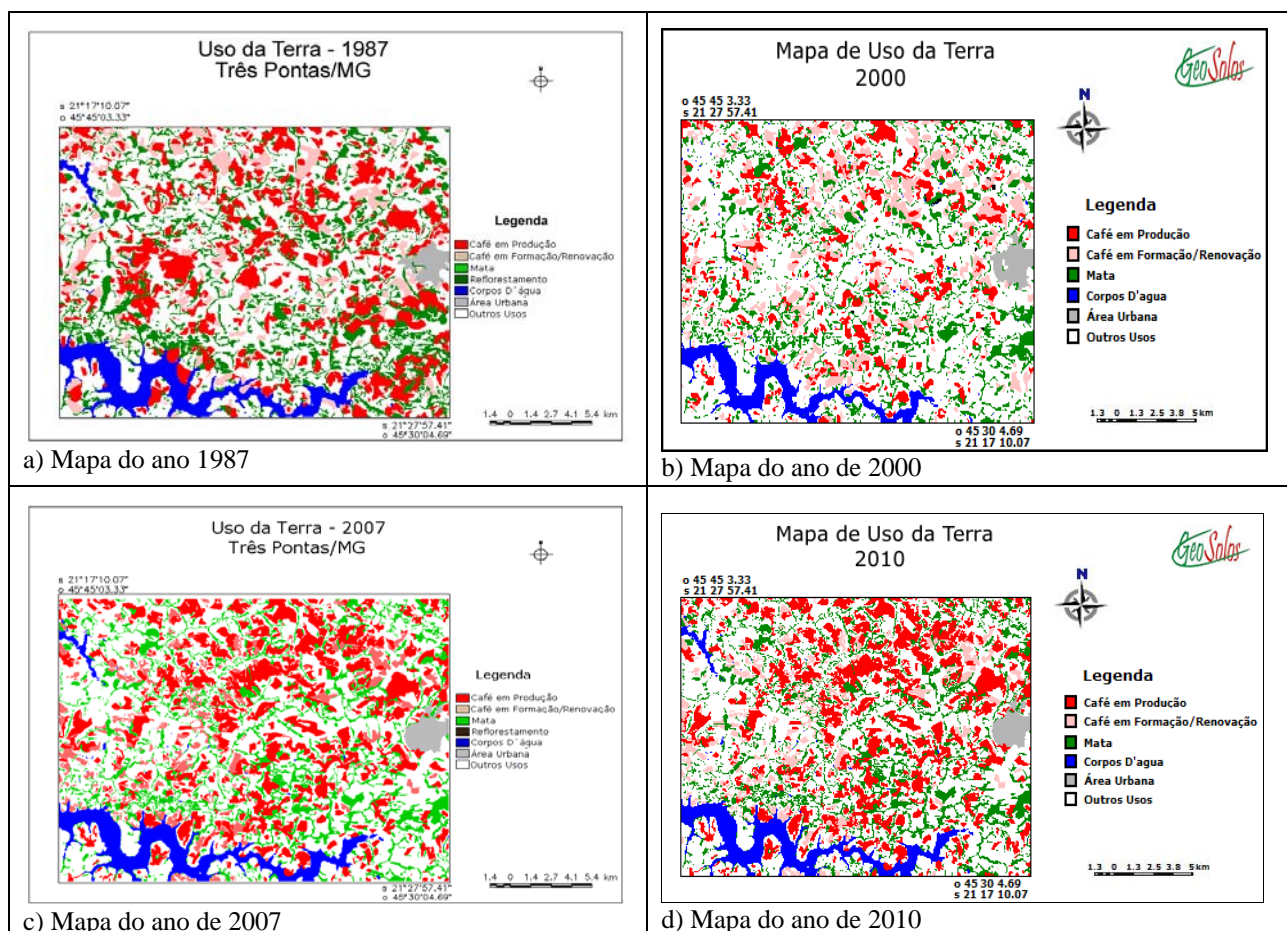 Uso da Terra - 1987
Três Pontas/MG
s 21°17'10.07"
o 45°45'03.33"
Legenda
Café em Produção
Café em Formação/Renovação
Mata
Reflorestamento
Corpos D`água
Área Urbana
Outros Usos
1.4 0 1.4 2.7 4.1 5.4 km
s 21°27'57.41"
o 45°30'04.69"
a) Mapa do ano 1987
Mapa de Uso da Terra
2000
GeoSolos
o 45 45 3.33
s 21 27 57.41
N
Legenda
Café em Produção
Café em Formação/Renovação
Mata
Corpos D'agua
Área Urbana
Outros Usos
1.3 0 1.3 2.5 3.8 5km
o 45 30 4.69
s 21 17 10.07
b) Mapa do ano de 2000
Uso da Terra - 2007
Três Pontas/MG
s 21°17'10.07"
o 45°45'03.33"
Legenda
Café em Produção
Café em Formação/Renovação
Mata
Reflorestamento
Corpos D`água
Área Urbana
Outros Usos
1.4 0 1.4 2.7 4.1 5.4 km
s 21°27'57.41"
o 45°30'04.69"
c) Mapa do ano de 2007
Mapa de Uso da Terra
2010
GeoSolos
o 45 45 3.33
s 21 27 57.41
N
Legenda
Café em Produção
Café em Formação/Renovação
Mata
Corpos D'agua
Área Urbana
Outros Usos
1.3 0 1.3 2.5 3.8 5km
o 45 30 4.69
s 21 17 10.07
d) Mapa do ano de 2010